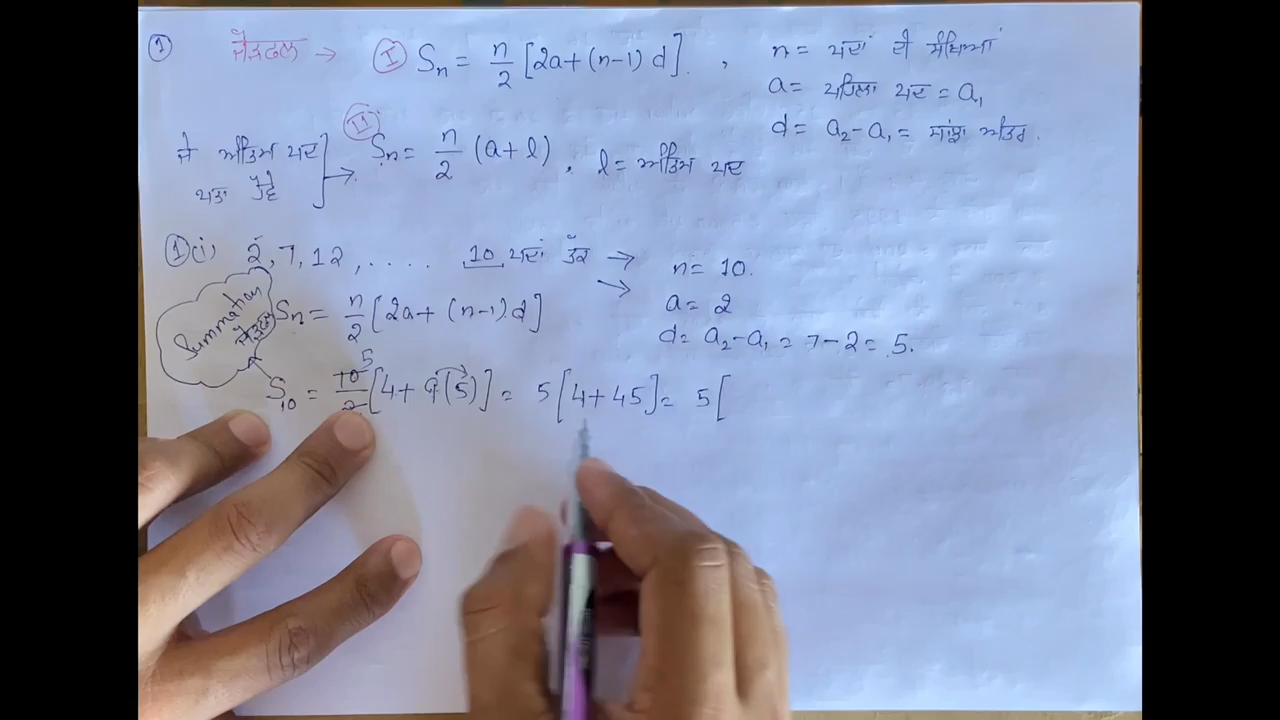 ① ਜੋੜਫਲ → Ⓘ Sₙ = n/2 [2a + (n-1) d] , n = ਪਦਾਂ ਦੀ ਸੰਖਿਆ
a = ਪਹਿਲਾ ਪਦ = a₁
d = a₂ - a₁ = ਸਾਂਝਾ ਅੰਤਰ.
ਜੇ ਅੰਤਿਮ ਪਦ ਪਤਾ ਹੋਵੇ → Ⓘⓘ Sₙ = n/2 (a + l) , l = ਅੰਤਿਮ ਪਦ
① (i) 2, 7, 12, . . . . 10 ਪਦਾਂ ਤੱਕ → n = 10.
a = 2
d = a₂ - a₁ = 7 - 2 = 5.
Summation ਜੋੜਫਲ
Sₙ = n/2 [2a + (n-1).d]
S₁₀ = 10/2 5 [4 + 9(5)] = 5 [4 + 45] = 5 [